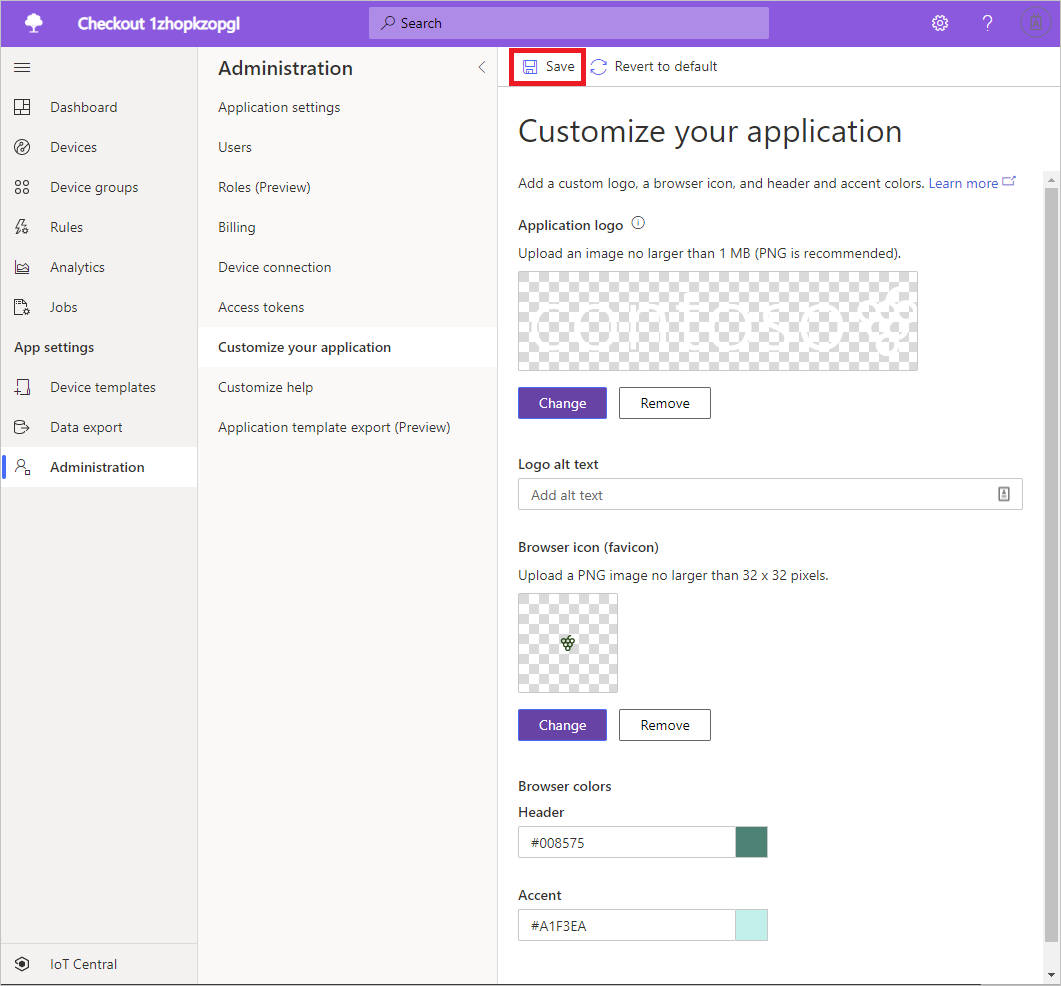 Checkout 1zhopkzopgl
Search
?
Dashboard
Devices
Device groups
Rules
Analytics
Jobs
App settings
Device templates
Data export
Administration
IoT Central
Administration
Application settings
Users
Roles (Preview)
Billing
Device connection
Access tokens
Customize your application
Customize help
Application template export (Preview)
Save
Revert to default
Customize your application
Add a custom logo, a browser icon, and header and accent colors. Learn more
Application logo
Upload an image no larger than 1 MB (PNG is recommended).
contoso
Change
Remove
Logo alt text
Add alt text
Browser icon (favicon)
Upload a PNG image no larger than 32 x 32 pixels.
Change
Remove
Browser colors
Header
#008575
Accent
#A1F3EA